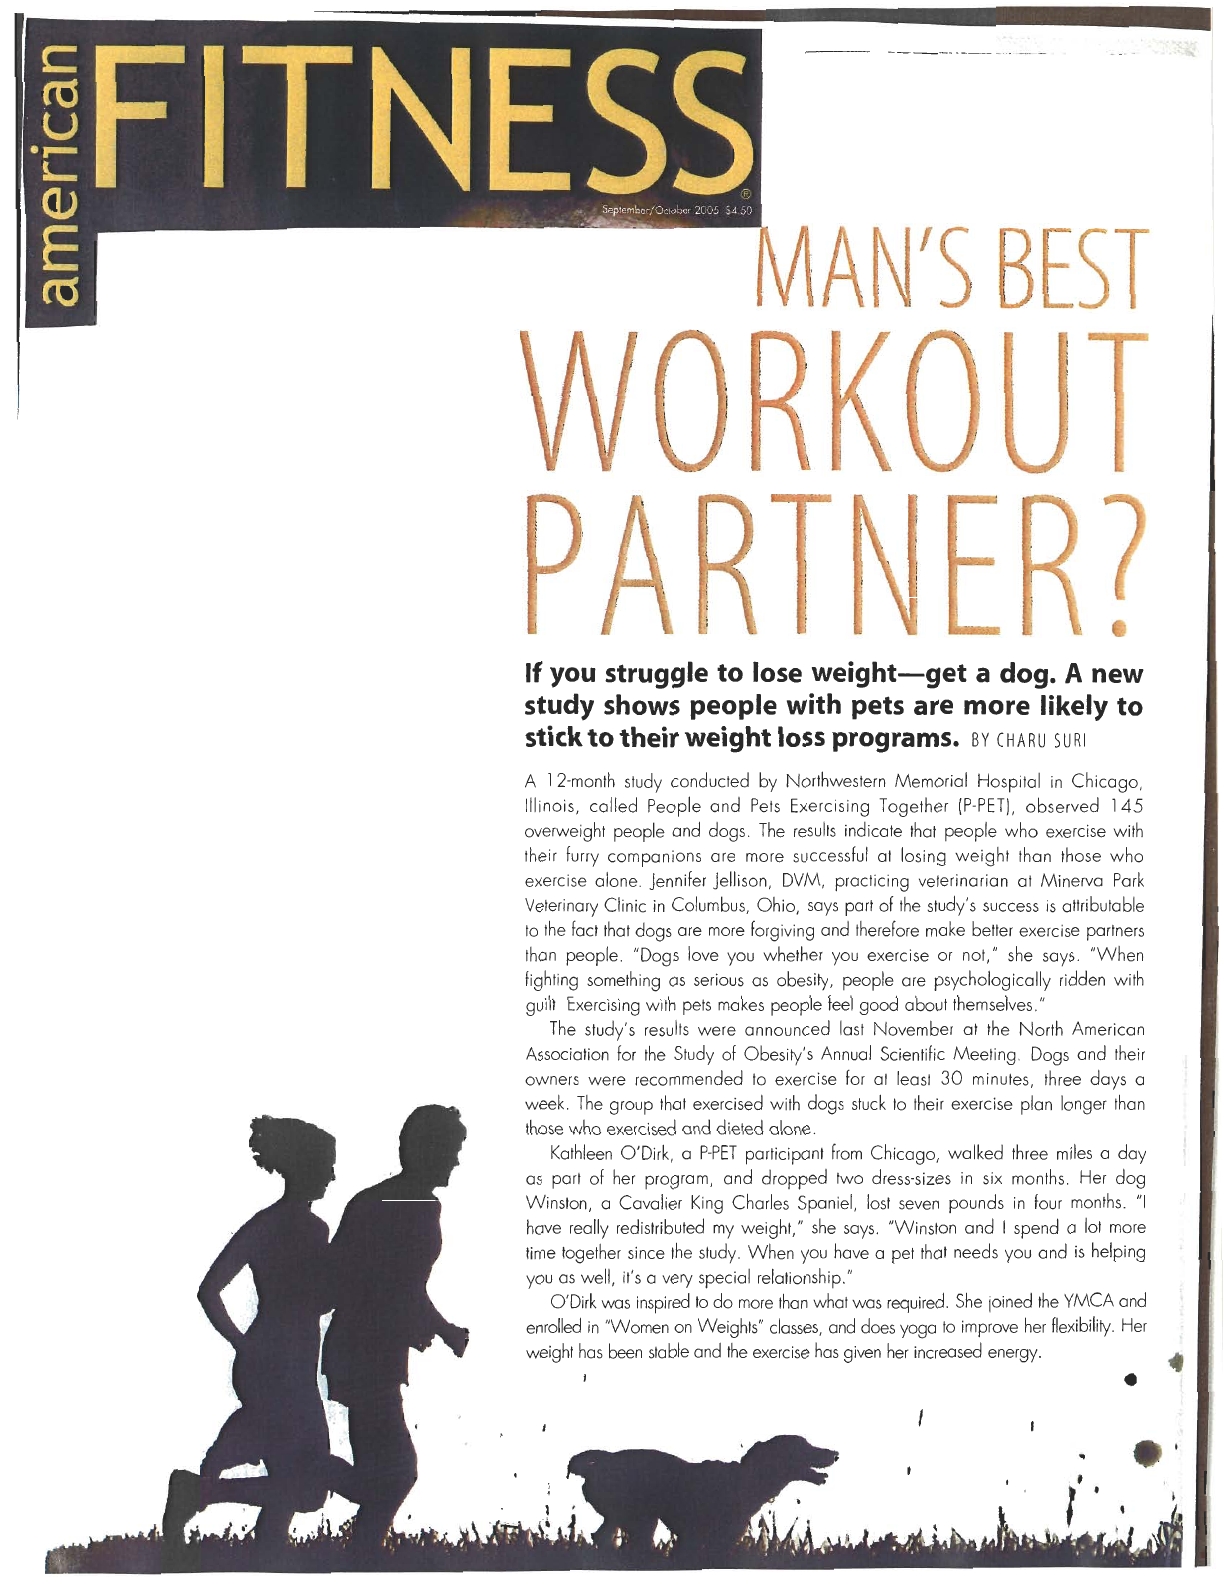 american
FITNESS
®
September/October 2005 $4.50
MAN'S BEST
WORKOUT
PARTNER?
If you struggle to lose weight—get a dog. A new
study shows people with pets are more likely to
stick to their weight loss programs. BY CHARU SURI
A 12-month study conducted by Northwestern Memorial Hospital in Chicago,
Illinois, called People and Pets Exercising Together (P-PET), observed 145
overweight people and dogs. The results indicate that people who exercise with
their furry companions are more successful at losing weight than those who
exercise alone. Jennifer Jellison, DVM, practicing veterinarian at Minerva Park
Veterinary Clinic in Columbus, Ohio, says part of the study's success is attributable
to the fact that dogs are more forgiving and therefore make better exercise partners
than people. "Dogs love you whether you exercise or not," she says. "When
fighting something as serious as obesity, people are psychologically ridden with
guilt Exercising with pets makes people feel good about themselves."
The study's results were announced last November at the North American
Association for the Study of Obesity's Annual Scientific Meeting. Dogs and their
owners were recommended to exercise for at least 30 minutes, three days a
week. The group that exercised with dogs stuck to their exercise plan longer than
those who exercised and dieted alone.
Kathleen O'Dirk, a P-PET participant from Chicago, walked three miles a day
as part of her program, and dropped two dress-sizes in six months. Her dog
Winston, a Cavalier King Charles Spaniel, lost seven pounds in four months. "I
have really redistributed my weight," she says. "Winston and I spend a lot more
time together since the study. When you have a pet that needs you and is helping
you as well, it's a very special relationship."
O'Dirk was inspired to do more than what was required. She joined the YMCA and
enrolled in "Women on Weights" classes, and does yoga to improve her flexibility. Her
weight has been stable and the exercise has given her increased energy.